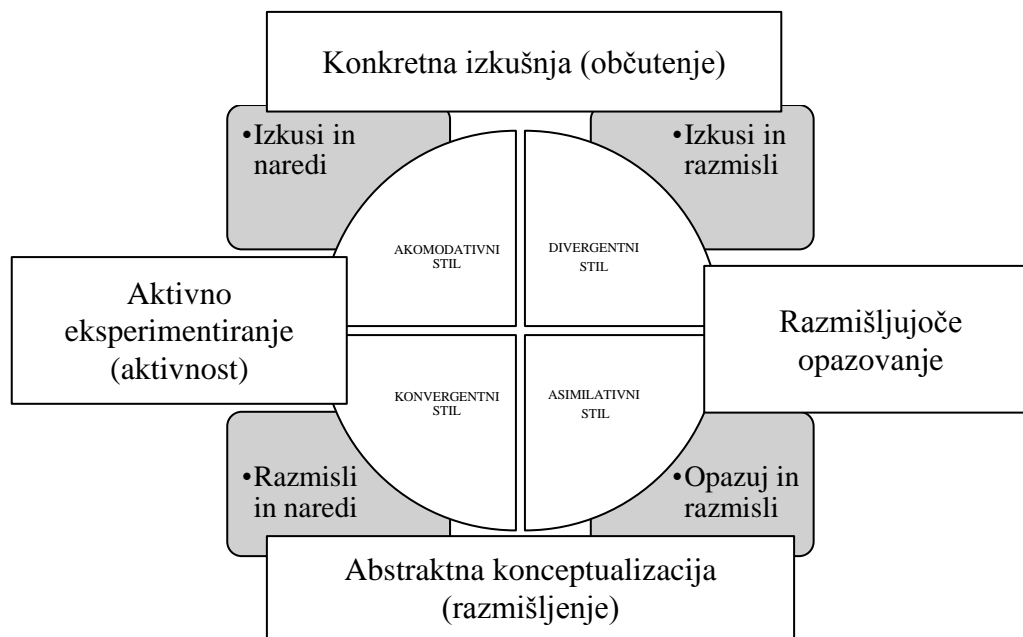 Konkretna izkušnja (občutenje)
•Izkusi in
naredi
•Izkusi in
razmisli
AKOMODATIVNI
STIL
DIVERGENTNI
STIL
Aktivno
eksperimentiranje
(aktivnost)
Razmišljujoče
opazovanje
KONVERGENTNI
STIL
ASIMILATIVNI
STIL
•Razmisli
in naredi
•Opazuj in
razmisli
Abstraktna konceptualizacija
(razmišljenje)